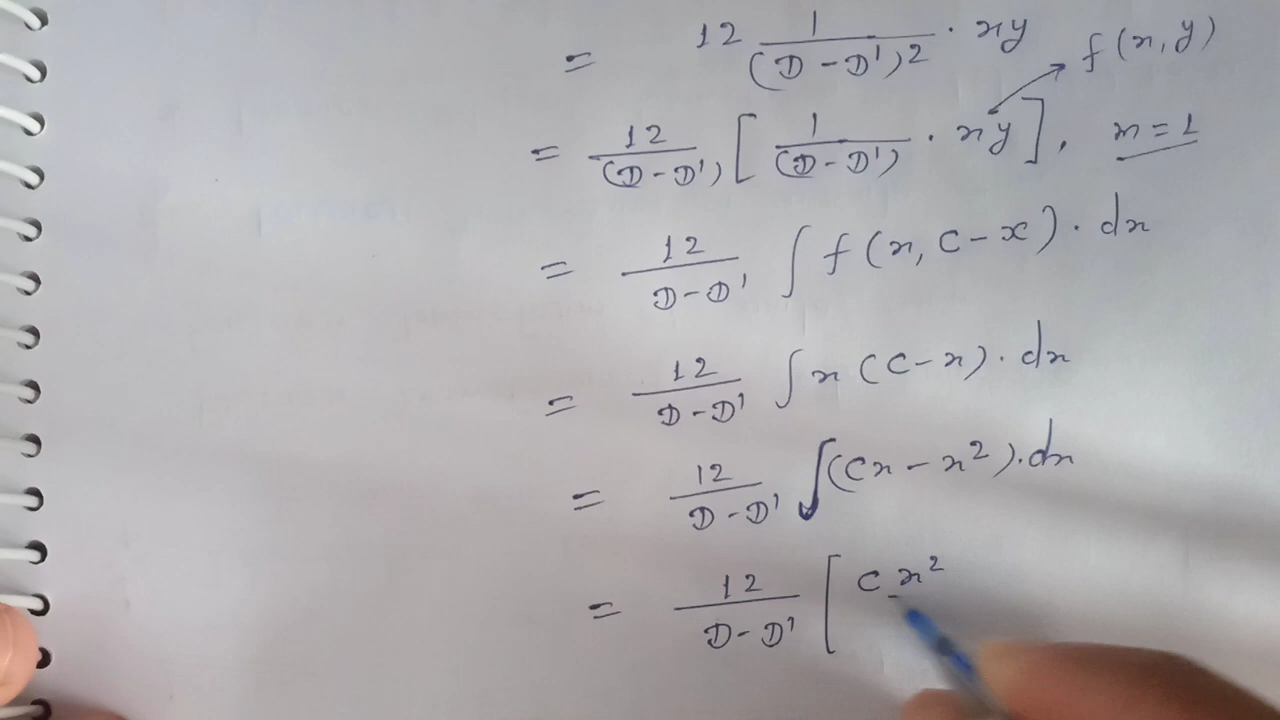 = 12 1/(D - D')2 · xy
f(x, y)
= 12/(D - D') [ 1/(D - D') · xy ], m = 1
= 12/D - D' ∫ f(x, C - x) · dx
= 12/D - D' ∫ x (C - x) · dx
= 12/D - D' ∫ (Cx - x²) · dx
= 12/D - D' [ C x²